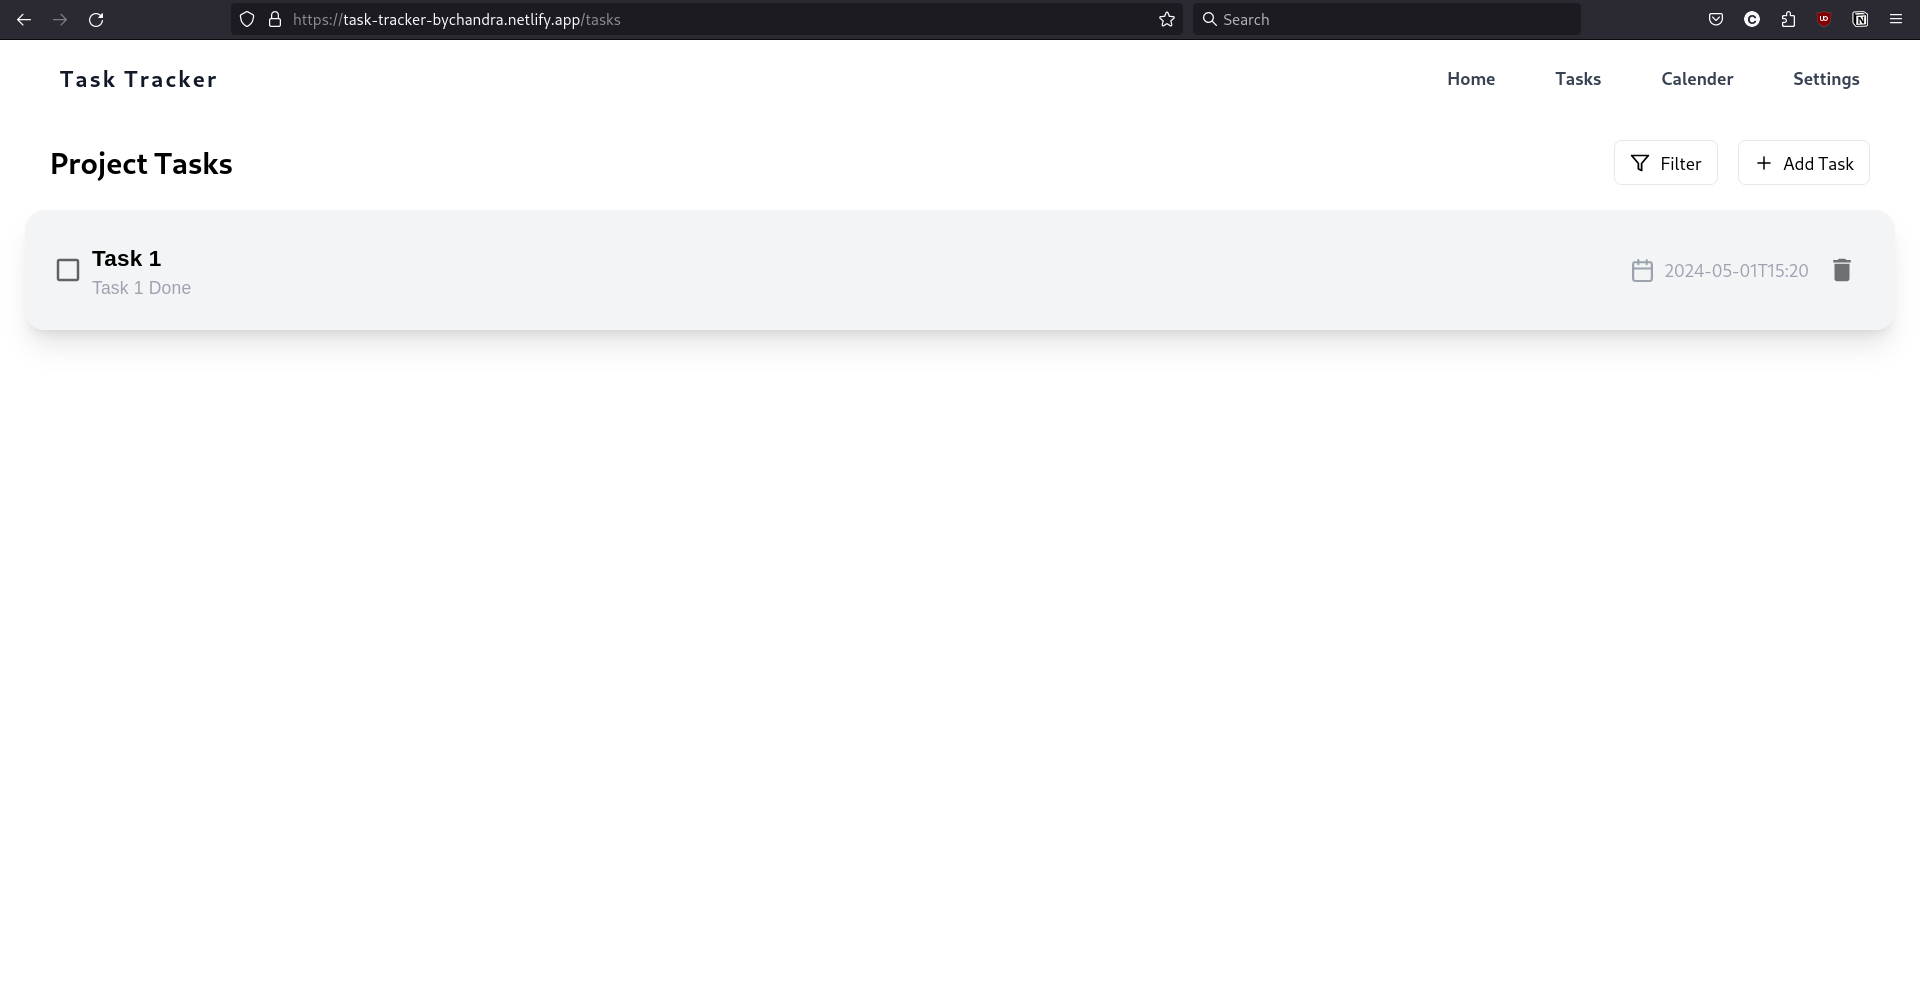 https://task-tracker-bychandra.netlify.app/tasks
Search
Task Tracker
Home
Tasks
Calender
Settings
Project Tasks
Filter
Add Task
Task 1
Task 1 Done
2024-05-01T15:20